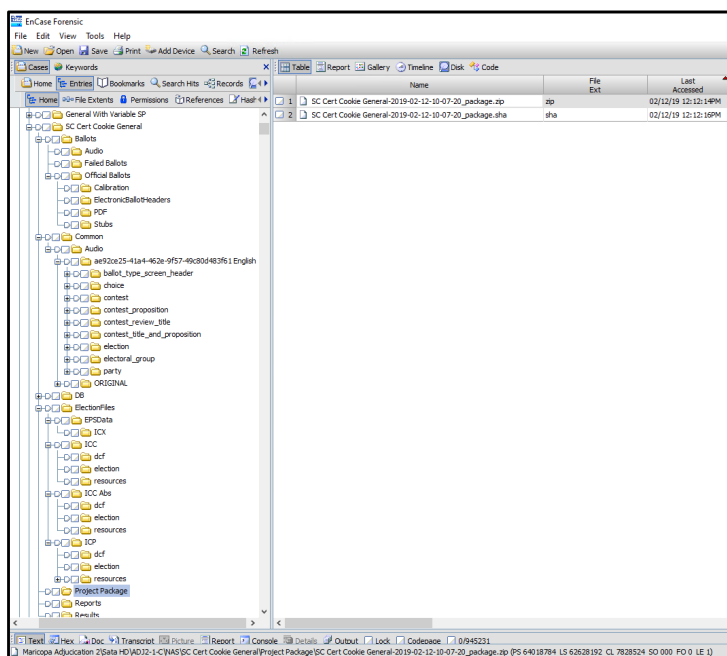 EnCase Forensic
File Edit View Tools Help
New Open Save Print Add Device Search Refresh
Cases Keywords
Table Report Gallery Timeline Disk Code
Home Entries Bookmarks Search Hits Records
Home File Extents Permissions References Hash
Name File Ext Last Accessed
1 SC Cert Cookie General-2019-02-12-10-07-20_package.zip zip 02/12/19 12:12:14PM
2 SC Cert Cookie General-2019-02-12-10-07-20_package.sha sha 02/12/19 12:12:16PM
General With Variable SP
SC Cert Cookie General
Ballots
Audio
Failed Ballots
Official Ballots
Calibration
ElectronicBallotHeaders
PDF
Stubs
Common
Audio
ae92ce25-41a4-462e-9f57-49c80d483f61 English
ballot_type_screen_header
choice
contest
contest_proposition
contest_review_title
contest_title_and_proposition
election
electoral_group
party
ORIGINAL
DB
ElectionFiles
EPSData
ICX
ICC
dcf
election
resources
ICC Abs
dcf
election
resources
ICP
dcf
election
resources
Project Package
Reports
Results
Text Hex Doc Transcript Picture Report Console Details Output Lock Codepage 0/945231
Maricopa Adjucication 2\Sata HD\ADJ2-1-C\NAS\SC Cert Cookie General\Project Package\SC Cert Cookie General-2019-02-12-10-07-20_package.zip (PS 64018784 LS 62628192 CL 7828524 SO 000 FO 0 LE 1)